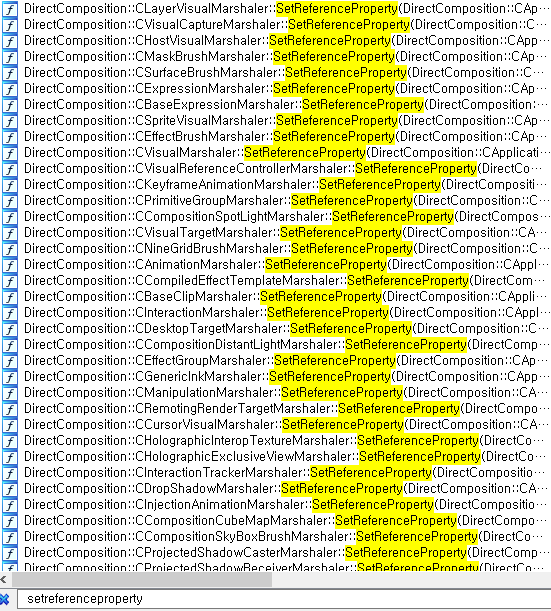 DirectComposition::CLayerVisualMarshaler::SetReferenceProperty(DirectComposition::CAp…
DirectComposition::CVisualCaptureMarshaler::SetReferenceProperty(DirectComposition::C…
DirectComposition::CHostVisualMarshaler::SetReferenceProperty(DirectComposition::CApp…
DirectComposition::CMaskBrushMarshaler::SetReferenceProperty(DirectComposition::CAp…
DirectComposition::CSurfaceBrushMarshaler::SetReferenceProperty(DirectComposition::C…
DirectComposition::CExpressionMarshaler::SetReferenceProperty(DirectComposition::CAp…
DirectComposition::CBaseExpressionMarshaler::SetReferenceProperty(DirectComposition:…
DirectComposition::CSpriteVisualMarshaler::SetReferenceProperty(DirectComposition::CA…
DirectComposition::CEffectBrushMarshaler::SetReferenceProperty(DirectComposition::CAp…
DirectComposition::CVisualMarshaler::SetReferenceProperty(DirectComposition::CApplicati…
DirectComposition::CVisualReferenceControllerMarshaler::SetReferenceProperty(DirectCo…
DirectComposition::CKeyframeAnimationMarshaler::SetReferenceProperty(DirectCompositi…
DirectComposition::CPrimitiveGroupMarshaler::SetReferenceProperty(DirectComposition::…
DirectComposition::CCompositionSpotLightMarshaler::SetReferenceProperty(DirectCompos…
DirectComposition::CVisualTargetMarshaler::SetReferenceProperty(DirectComposition::CA…
DirectComposition::CNineGridBrushMarshaler::SetReferenceProperty(DirectComposition::…
DirectComposition::CAnimationMarshaler::SetReferenceProperty(DirectComposition::CAppl…
DirectComposition::CCompiledEffectTemplateMarshaler::SetReferenceProperty(DirectCom…
DirectComposition::CBaseClipMarshaler::SetReferenceProperty(DirectComposition::CAppli…
DirectComposition::CInteractionMarshaler::SetReferenceProperty(DirectComposition::CAppl…
DirectComposition::CDesktopTargetMarshaler::SetReferenceProperty(DirectComposition::C…
DirectComposition::CCompositionDistantLightMarshaler::SetReferenceProperty(DirectComp…
DirectComposition::CEffectGroupMarshaler::SetReferenceProperty(DirectComposition::CAp…
DirectComposition::CGenericInkMarshaler::SetReferenceProperty(DirectComposition::CApp…
DirectComposition::CManipulationMarshaler::SetReferenceProperty(DirectComposition::CA…
DirectComposition::CRemotingRenderTargetMarshaler::SetReferenceProperty(DirectCompo…
DirectComposition::CCursorVisualMarshaler::SetReferenceProperty(DirectComposition::CA…
DirectComposition::CHolographicInteropTextureMarshaler::SetReferenceProperty(DirectCo…
DirectComposition::CHolographicExclusiveViewMarshaler::SetReferenceProperty(DirectCo…
DirectComposition::CInteractionTrackerMarshaler::SetReferenceProperty(DirectCompositio…
DirectComposition::CDropShadowMarshaler::SetReferenceProperty(DirectComposition::CA…
DirectComposition::CInjectionAnimationMarshaler::SetReferenceProperty(DirectCompositio…
DirectComposition::CCompositionCubeMapMarshaler::SetReferenceProperty(DirectCompo…
DirectComposition::CCompositionSkyBoxBrushMarshaler::SetReferenceProperty(DirectCo…
DirectComposition::CProjectedShadowCasterMarshaler::SetReferenceProperty(DirectComp…
DirectComposition::CProjectedShadowReceiverMarshaler::SetReferenceProperty(DirectCo…
setreferenceproperty